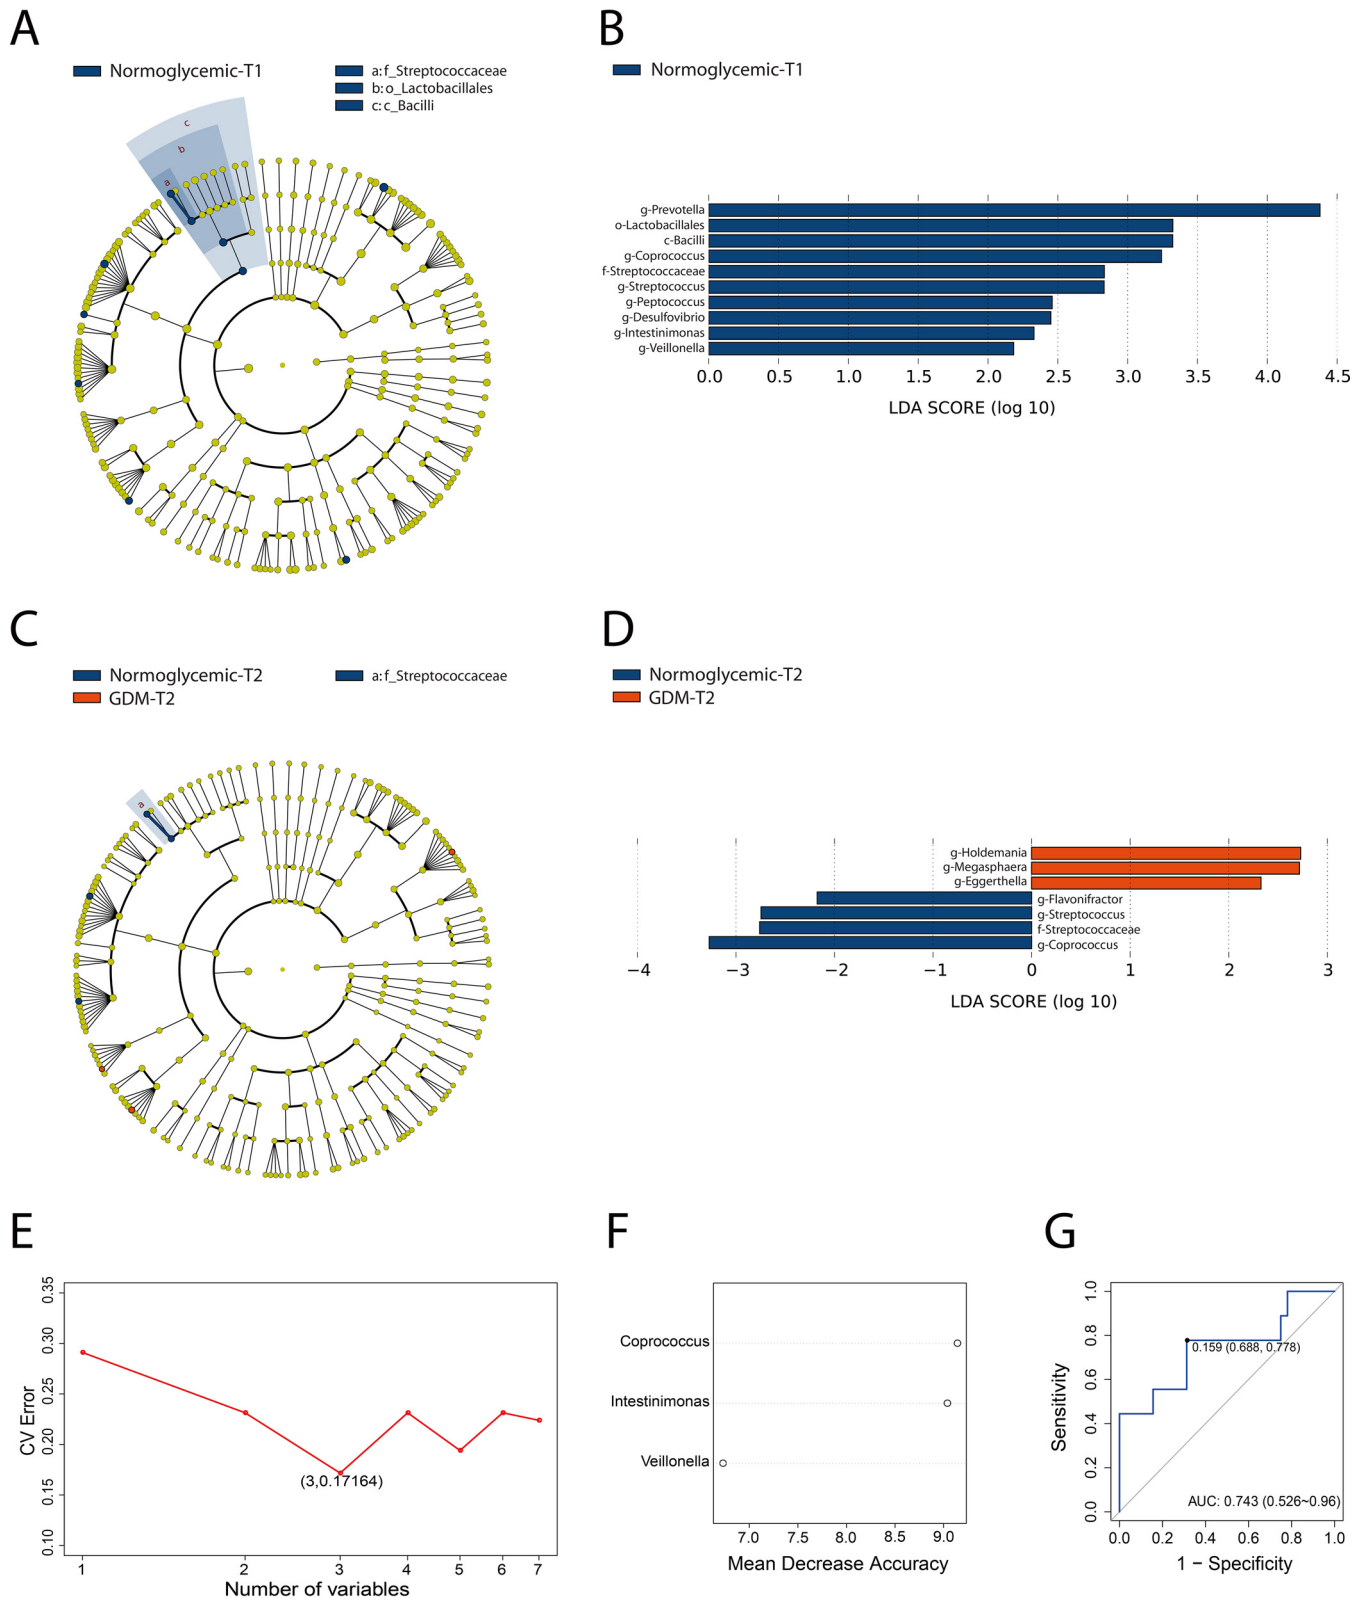 A
Normoglycemic-T1
a:f_Streptococcaceae
b:o_Lactobacillales
c:c_Bacilli
c
b
a
B
Normoglycemic-T1
g-Prevotella
o-Lactobacillales
c-Bacilli
g-Coprococcus
f-Streptococcaceae
g-Streptococcus
g-Peptococcus
g-Desulfovibrio
g-Intestinimonas
g-Veillonella
0.0 0.5 1.0 1.5 2.0 2.5 3.0 3.5 4.0 4.5
LDA SCORE (log 10)
C
Normoglycemic-T2
GDM-T2
a:f_Streptococcaceae
a
D
Normoglycemic-T2
GDM-T2
g-Holdemania
g-Megasphaera
g-Eggerthella
g-Flavonifractor
g-Streptococcus
f-Streptococcaceae
g-Coprococcus
−4 −3 −2 −1 0 1 2 3
LDA SCORE (log 10)
E
CV Error
0.35
0.30
0.25
0.20
0.15
0.10
(3,0.17164)
1 2 3 4 5 6 7
Number of variables
F
Coprococcus
Intestinimonas
Veillonella
7.0 7.5 8.0 8.5 9.0
Mean Decrease Accuracy
G
Sensitivity
1.0
0.8
0.6
0.4
0.2
0.0
0.159 (0.688, 0.778)
AUC: 0.743 (0.526~0.96)
0.0 0.2 0.4 0.6 0.8 1.0
1 − Specificity